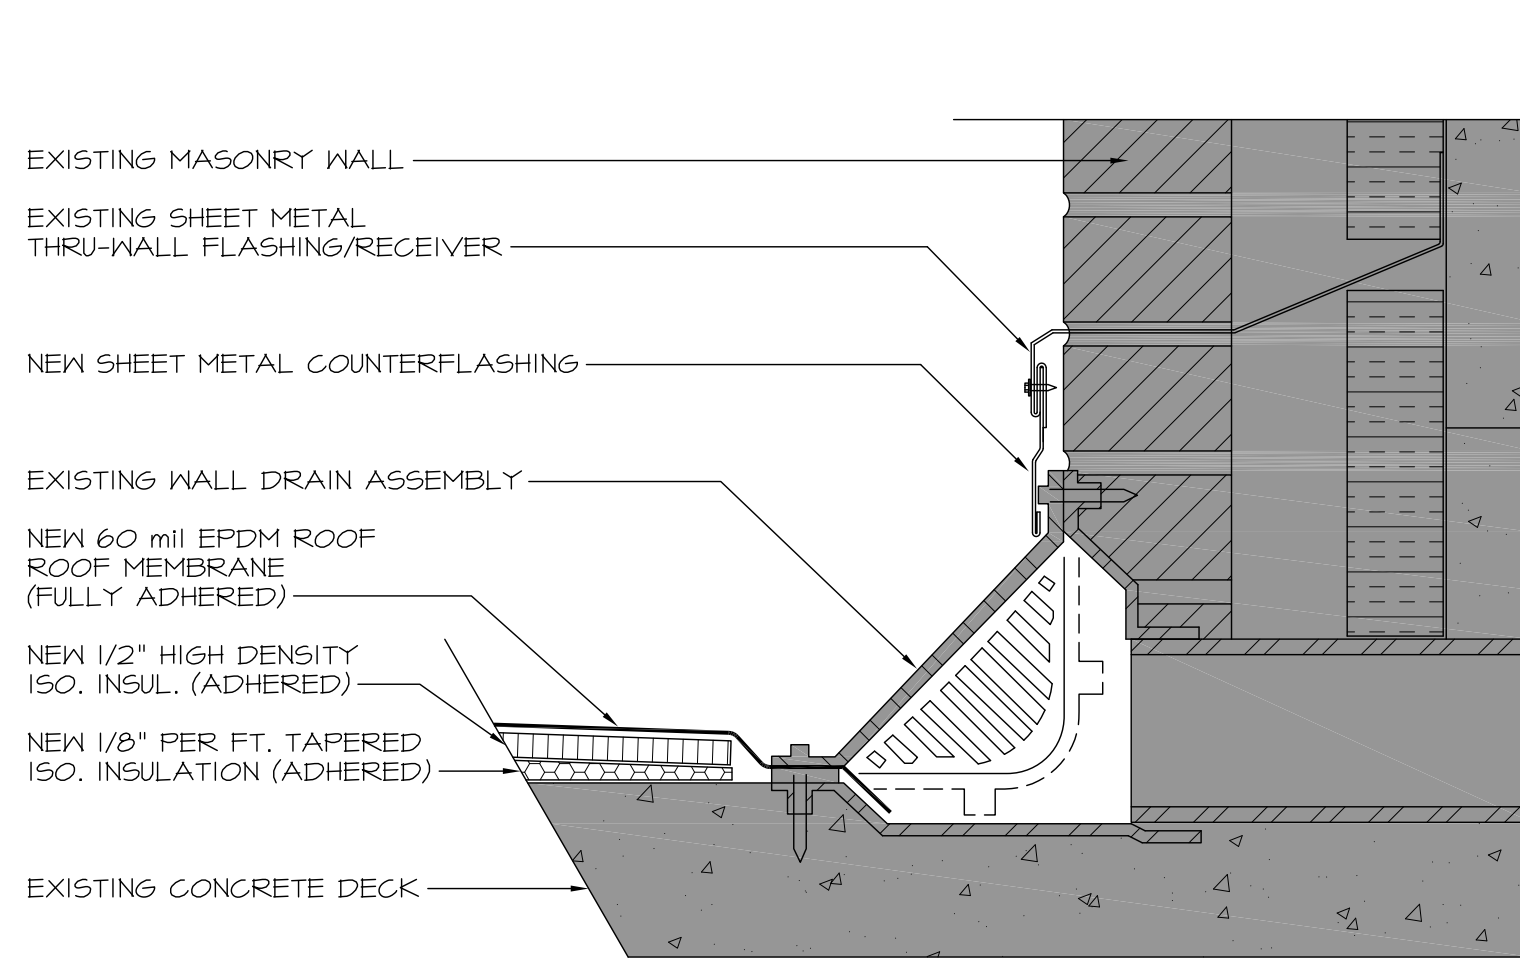 EXISTING MASONRY WALL
EXISTING SHEET METAL
THRU-WALL FLASHING/RECEIVER
NEW SHEET METAL COUNTERFLASHING
EXISTING WALL DRAIN ASSEMBLY
NEW 60 mil EPDM ROOF
ROOF MEMBRANE
(FULLY ADHERED)
NEW 1/2" HIGH DENSITY
ISO. INSUL. (ADHERED)
NEW 1/8" PER FT. TAPERED
ISO. INSULATION (ADHERED)
EXISTING CONCRETE DECK